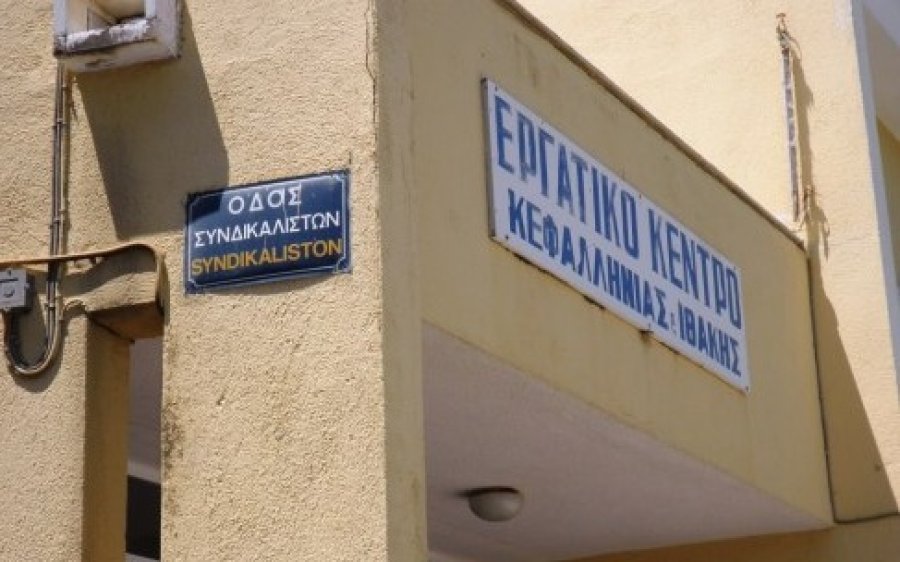 ΟΔΟΣ
ΣΥΝΔΙΚΑΛΙΣΤΩΝ
SYNDIKALISTON
ΕΡΓΑΤΙΚΟ ΚΕΝΤΡΟ
ΚΕΦΑΛΛΗΝΙΑΣ & ΙΘΑΚΗΣ